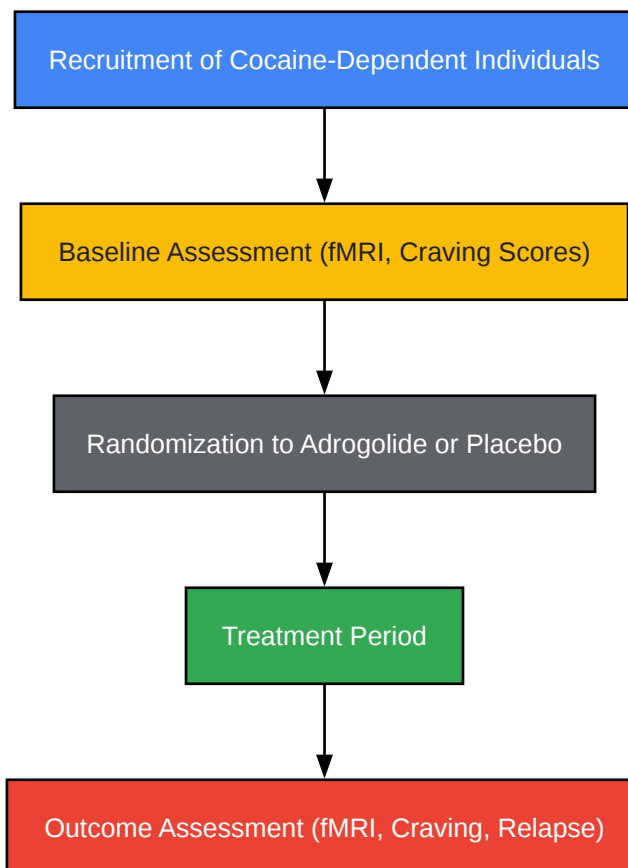 Recruitment of Cocaine-Dependent Individuals
Baseline Assessment (fMRI, Craving Scores)
Randomization to Adrogolide or Placebo
Treatment Period
Outcome Assessment (fMRI, Craving, Relapse)